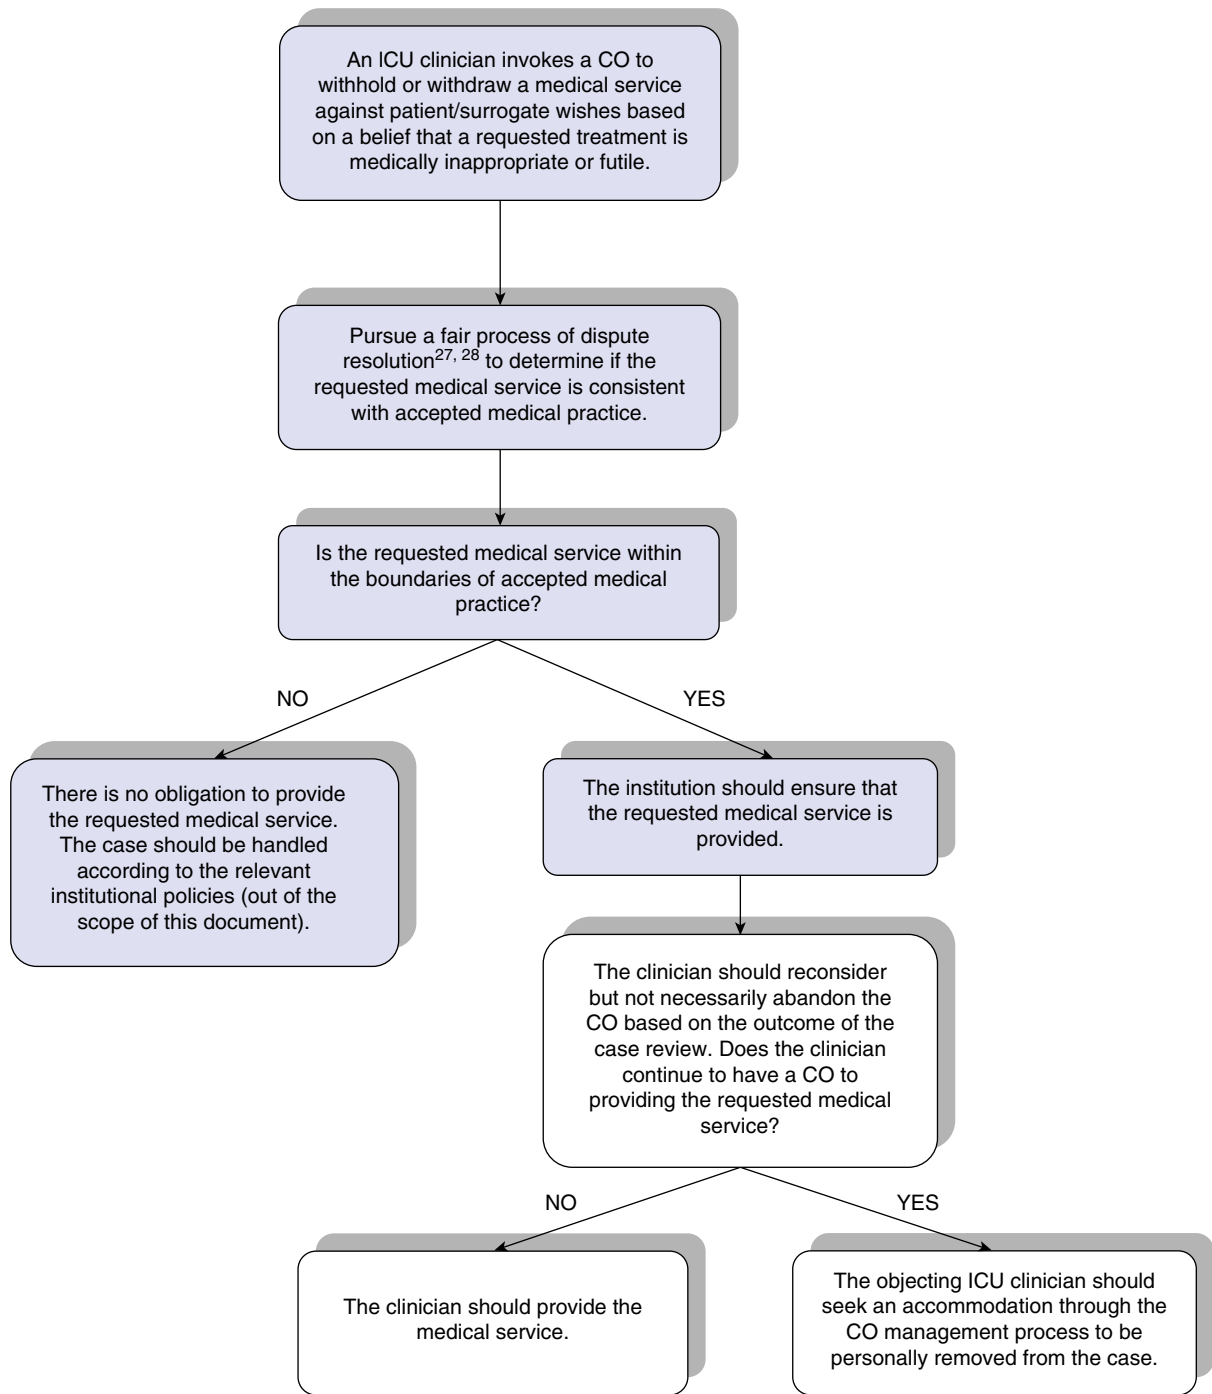 An ICU clinician invokes a CO to
withhold or withdraw a medical service
against patient/surrogate wishes based
on a belief that a requested treatment is
medically inappropriate or futile.
Pursue a fair process of dispute
resolution27, 28 to determine if the
requested medical service is consistent
with accepted medical practice.
Is the requested medical service within
the boundaries of accepted medical
practice?
NO
YES
There is no obligation to provide
the requested medical service.
The case should be handled
according to the relevant
institutional policies (out of the
scope of this document).
The institution should ensure that
the requested medical service is
provided.
The clinician should reconsider
but not necessarily abandon the
CO based on the outcome of the
case review. Does the clinician
continue to have a CO to
providing the requested medical
service?
NO
YES
The clinician should provide the
medical service.
The objecting ICU clinician should
seek an accommodation through the
CO management process to be
personally removed from the case.